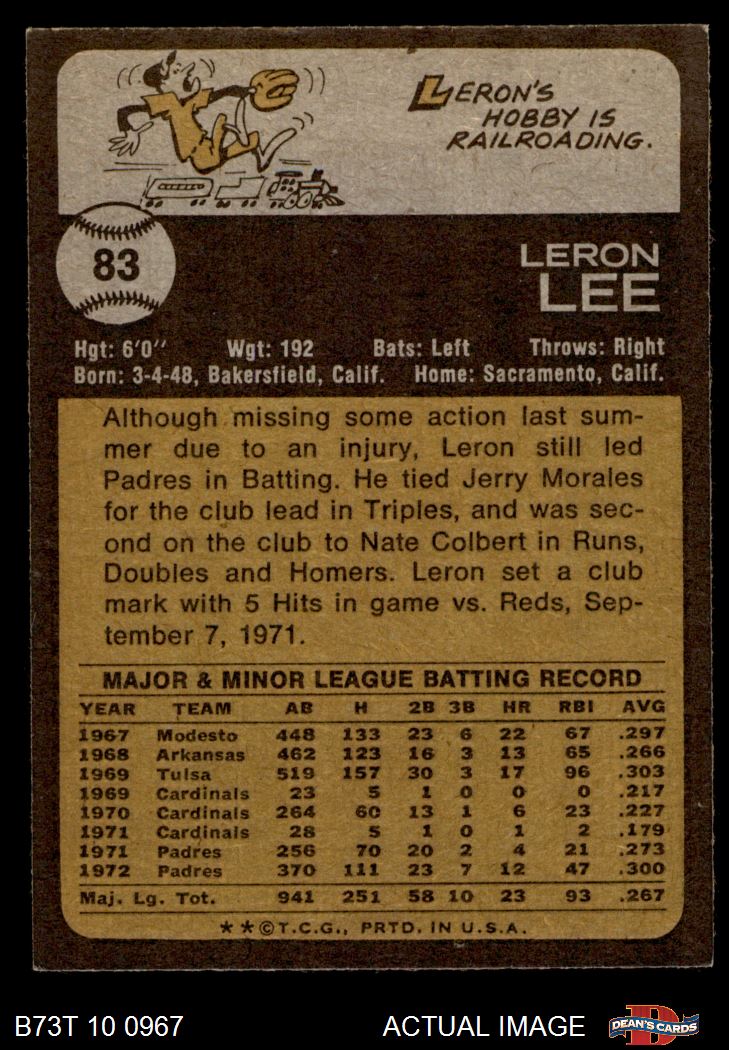 LERON'S
HOBBY IS
RAILROADING.
83
LERON
LEE
Hgt: 6'0" Wgt: 192 Bats: Left Throws: Right
Born: 3-4-48, Bakersfield, Calif. Home: Sacramento, Calif.
Although missing some action last sum-
mer due to an injury, Leron still led
Padres in Batting. He tied Jerry Morales
for the club lead in Triples, and was sec-
ond on the club to Nate Colbert in Runs,
Doubles and Homers. Leron set a club
mark with 5 Hits in game vs. Reds, Sep-
tember 7, 1971.
MAJOR & MINOR LEAGUE BATTING RECORD
YEAR TEAM AB H 2B 3B HR RBI AVG
1967 Modesto 448 133 23 6 22 67 .297
1968 Arkansas 462 123 16 3 13 65 .266
1969 Tulsa 519 157 30 3 17 96 .303
1969 Cardinals 23 5 1 0 0 0 .217
1970 Cardinals 264 60 13 1 6 23 .227
1971 Cardinals 28 5 1 0 1 2 .179
1971 Padres 256 70 20 2 4 21 .273
1972 Padres 370 111 23 7 12 47 .300
Maj. Lg. Tot. 941 251 58 10 23 93 .267
**©T.C.G., PRTD. IN U.S.A.
B73T 10 0967 ACTUAL IMAGE DEAN'S CARDS